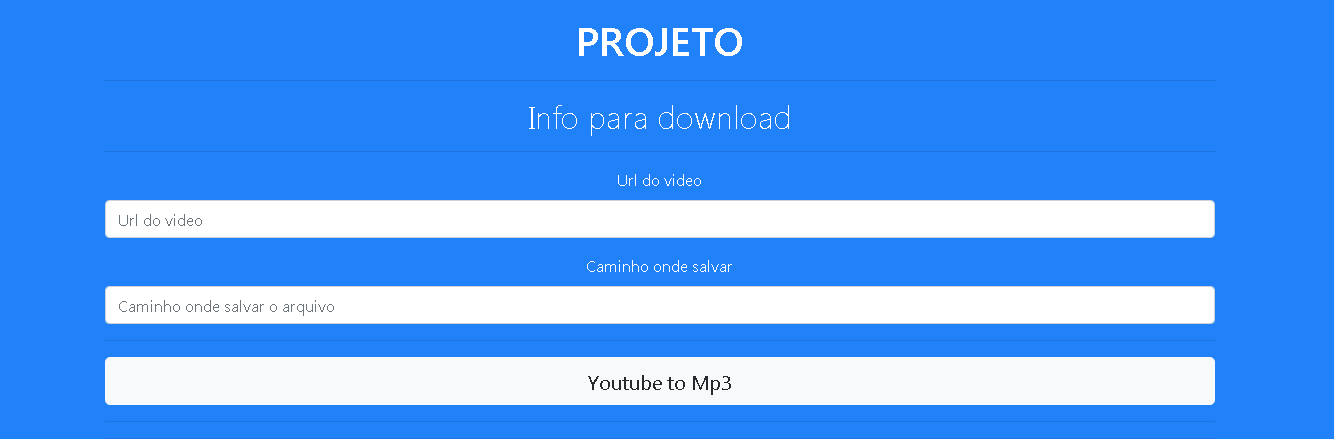 PROJETO
Info para download
Url do video
Url do video
Caminho onde salvar
Caminho onde salvar o arquivo
Youtube to Mp3